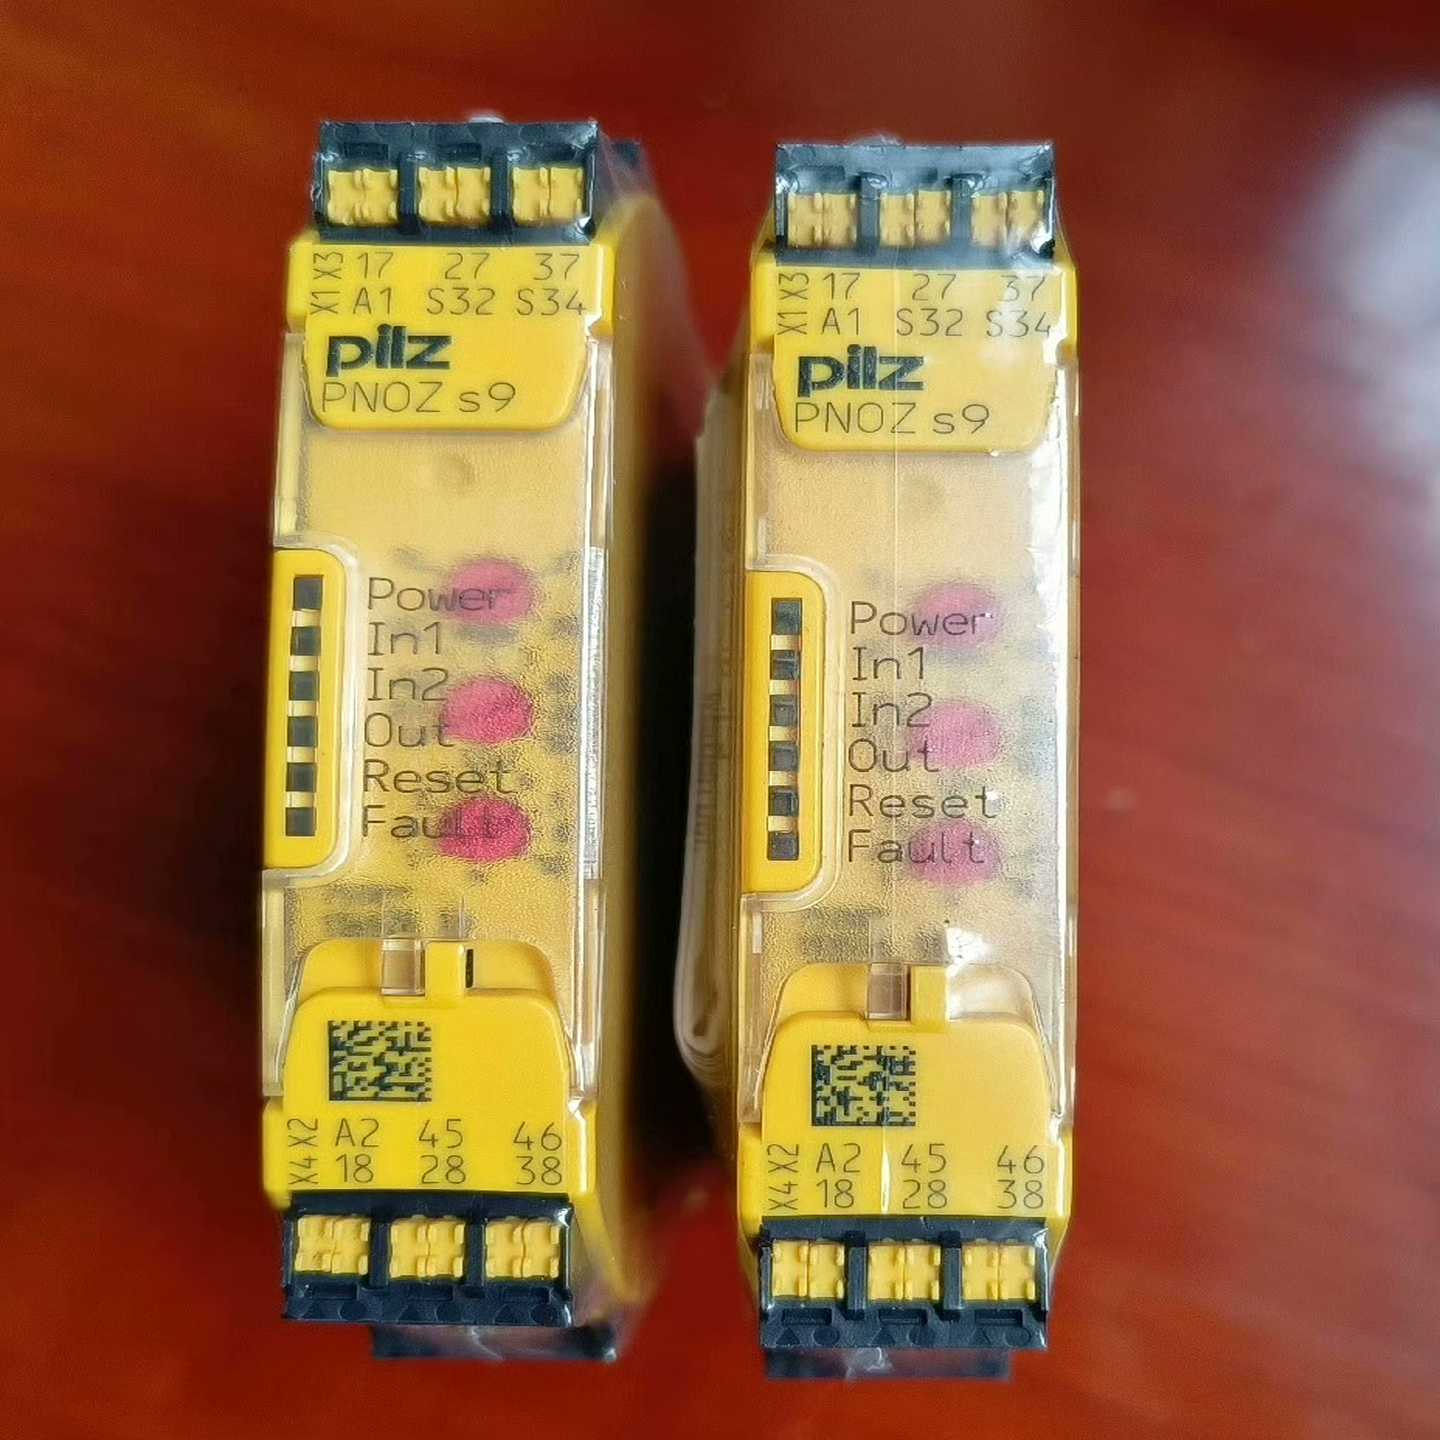 X3 17 27 37
X1 A1 S32 S34
pilz
PNOZ s9
Power
In1
In2
Out
Reset
Fault
X2 A2 45 46
X4 18 28 38
X3 17 27 37
X1 A1 S32 S34
pilz
PNOZ s9
Power
In1
In2
Out
Reset
Fault
X2 A2 45 46
X4 18 28 38